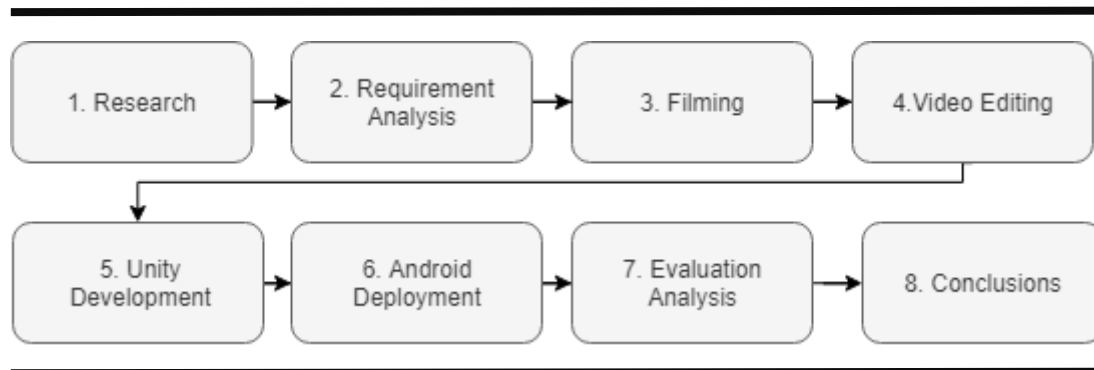 1. Research
2. Requirement
Analysis
3. Filming
4.Video Editing
5. Unity
Development
6. Android
Deployment
7. Evaluation
Analysis
8. Conclusions